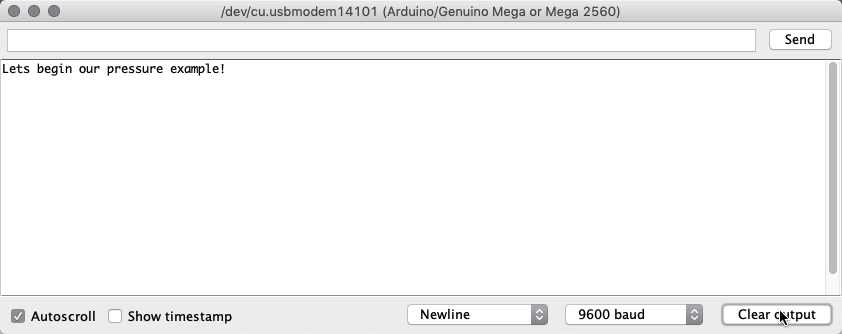 /dev/cu.usbmodem14101 (Arduino/Genuino Mega or Mega 2560)
Send
Lets begin our pressure example!
Autoscroll
Show timestamp
Newline
9600 baud
Clear output